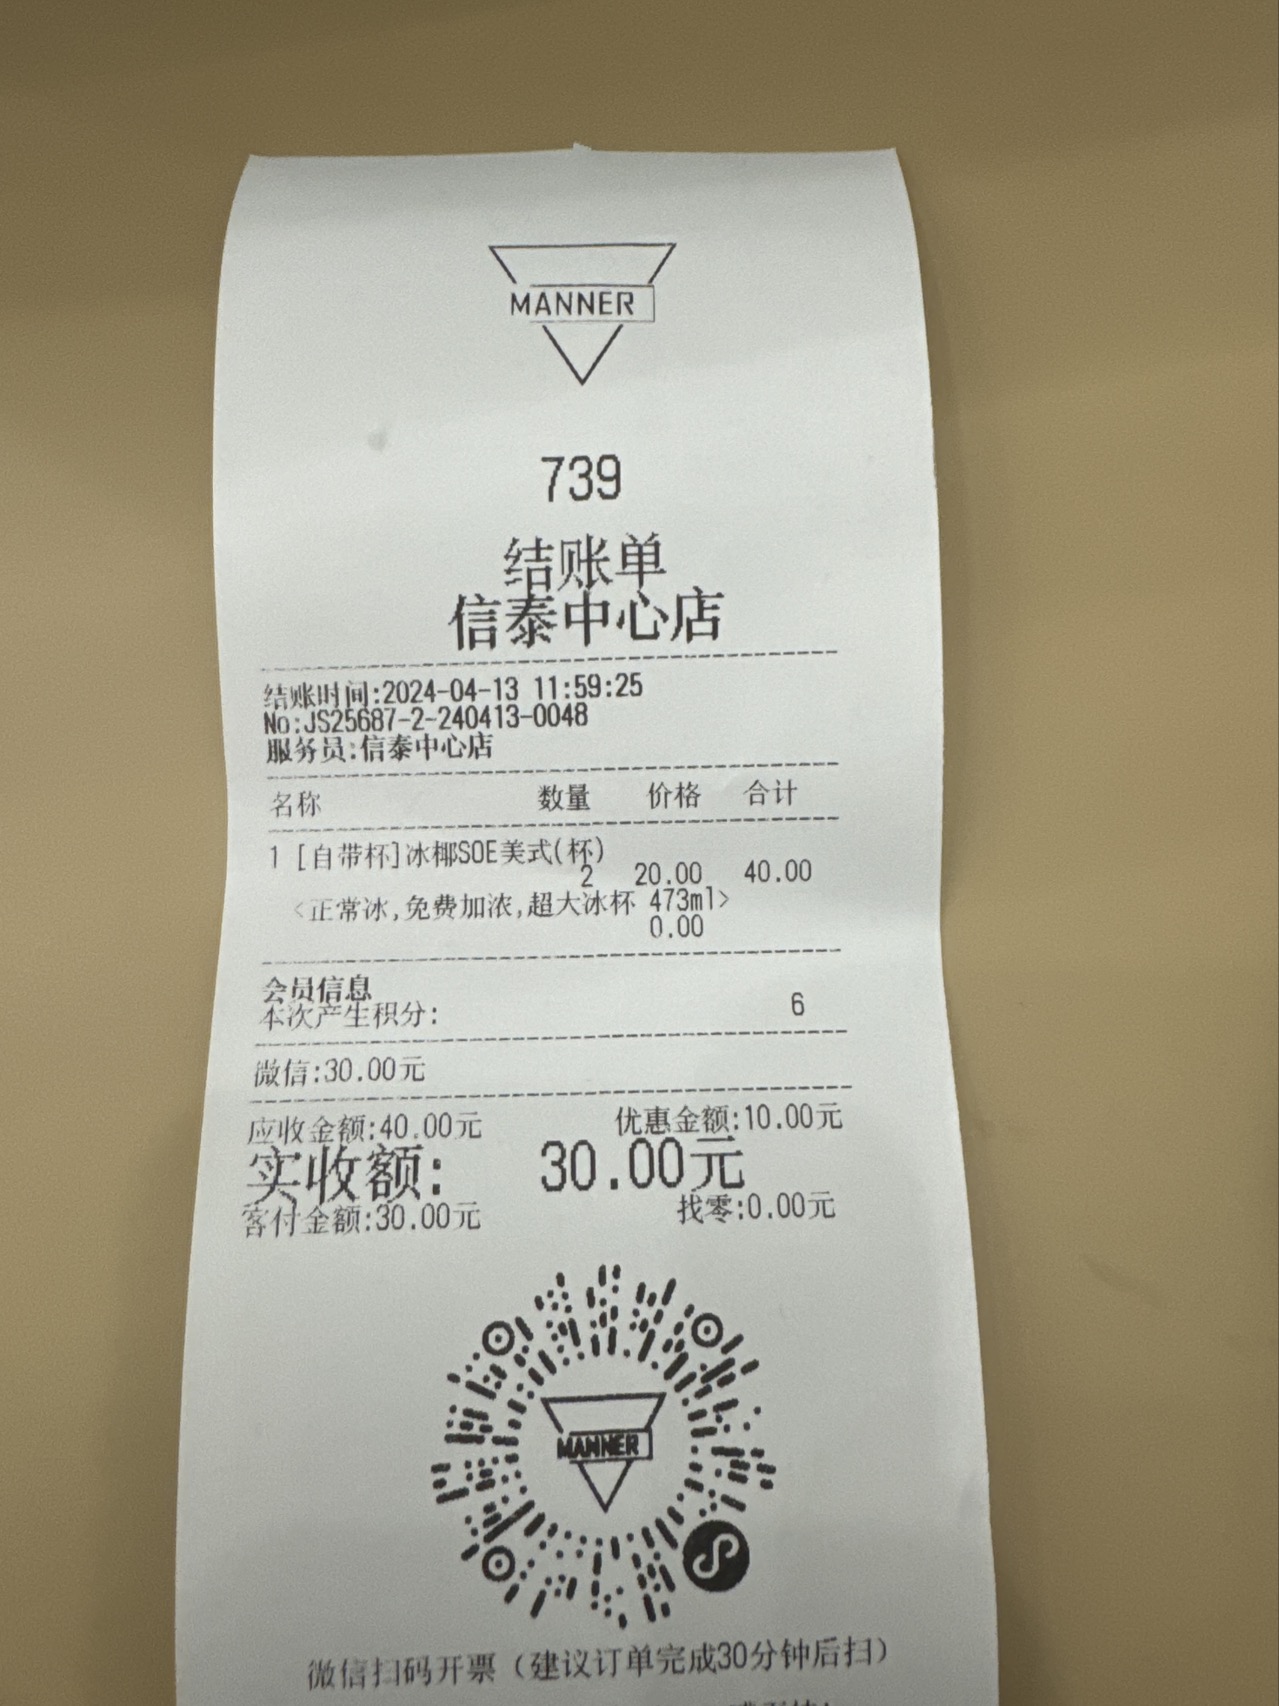 MANNER
739
结账单
信泰中心店
结账时间:2024-04-13 11:59:25
No:JS25687-2-240413-0048
服务员:信泰中心店
名称 数量 价格 合计
1 [自带杯]冰椰SOE美式(杯)
2 20.00 40.00
<正常冰,免费加浓,超大冰杯 473ml>
0.00
会员信息
本次产生积分: 6
微信:30.00元
应收金额:40.00元 优惠金额:10.00元
实收额: 30.00元
客付金额:30.00元 找零:0.00元
MANNER
微信扫码开票（建议订单完成30分钟后扫）